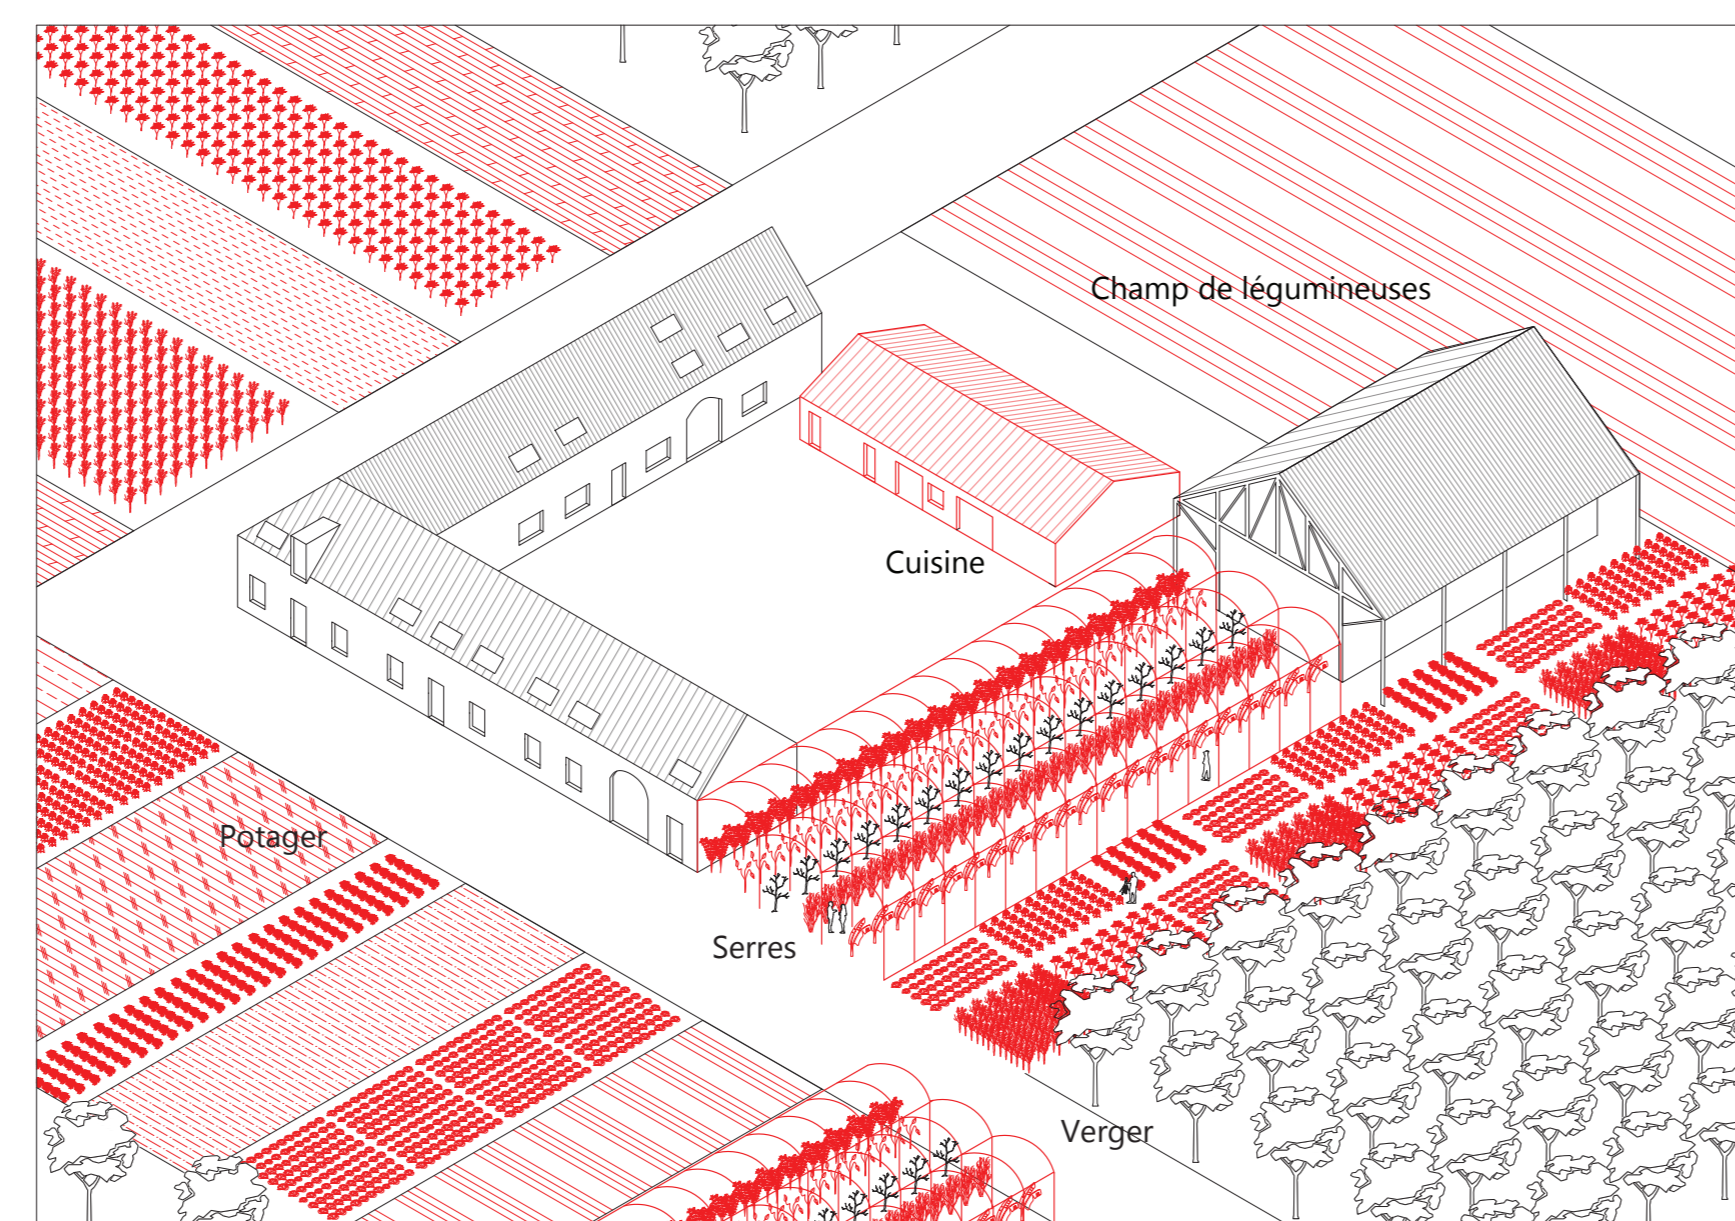 Champ de légumineuses
Cuisine
Potager
Serres
Verger